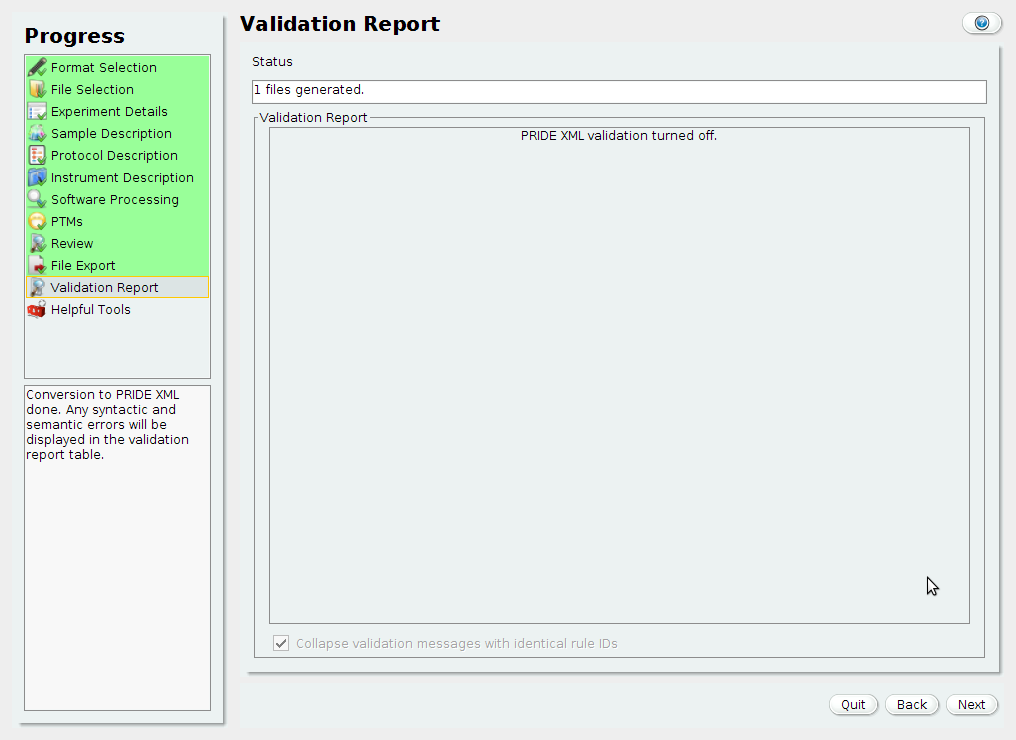 Progress
Format Selection
File Selection
Experiment Details
Sample Description
Protocol Description
Instrument Description
Software Processing
PTMs
Review
File Export
Validation Report
Helpful Tools
Conversion to PRIDE XML
done. Any syntactic and
semantic errors will be
displayed in the validation
report table.
Validation Report
?
Status
1 files generated.
Validation Report
PRIDE XML validation turned off.
Collapse validation messages with identical rule IDs
Quit
Back
Next